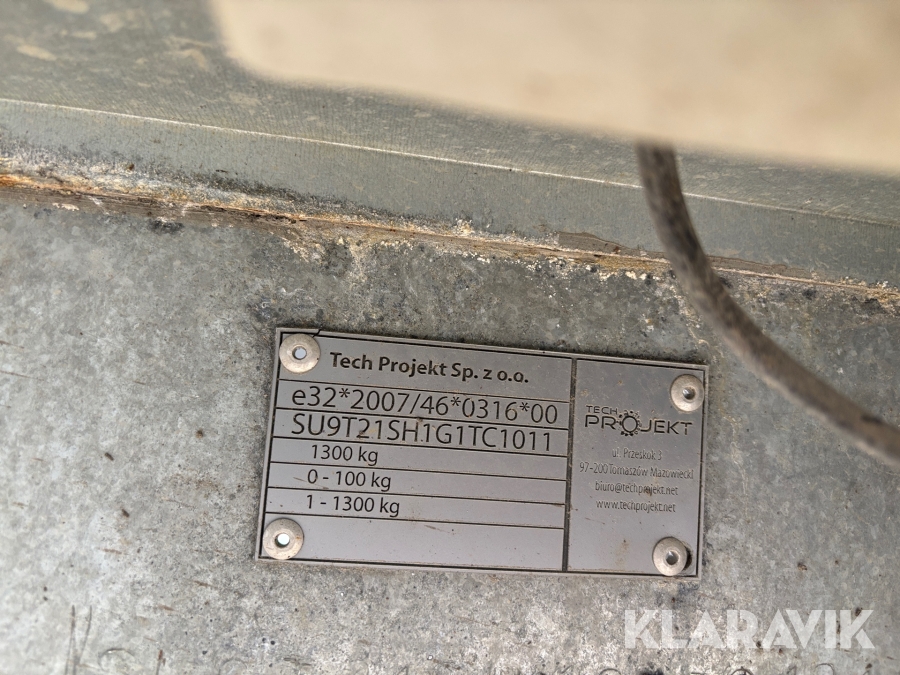 Tech Projekt Sp. z o.o.
e32*2007/46*0316*00
SU9T21SH1G1TC1011
1300 kg
0 - 100 kg
1 - 1300 kg
TECH
PROJEKT
ul. Przeskok 3
97-200 Tomaszów Mazowiecki
biuro@techprojekt.net
www.techprojekt.net
KLARAVIK